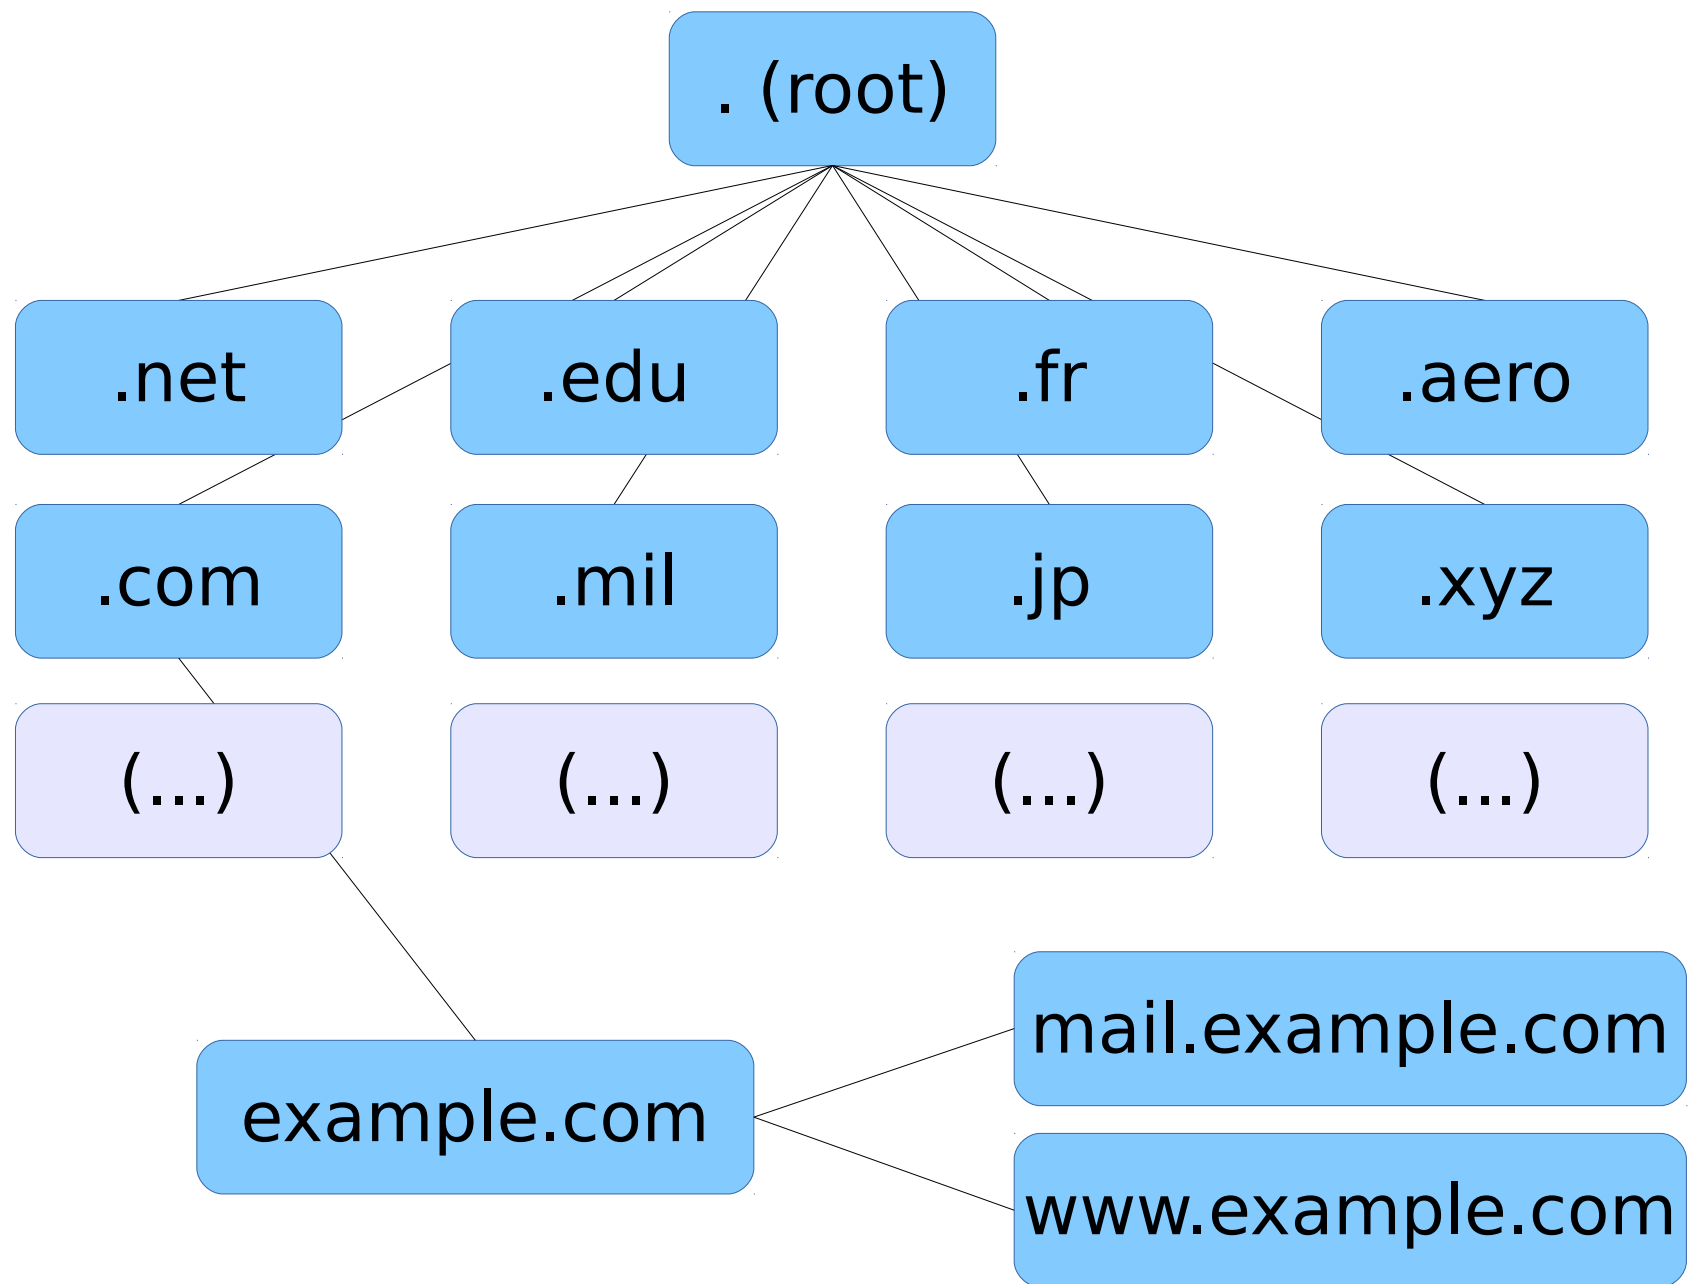 . (root)
.net
.edu
.fr
.aero
.com
.mil
.jp
.xyz
(...)
(...)
(...)
(...)
mail.example.com
example.com
www.example.com